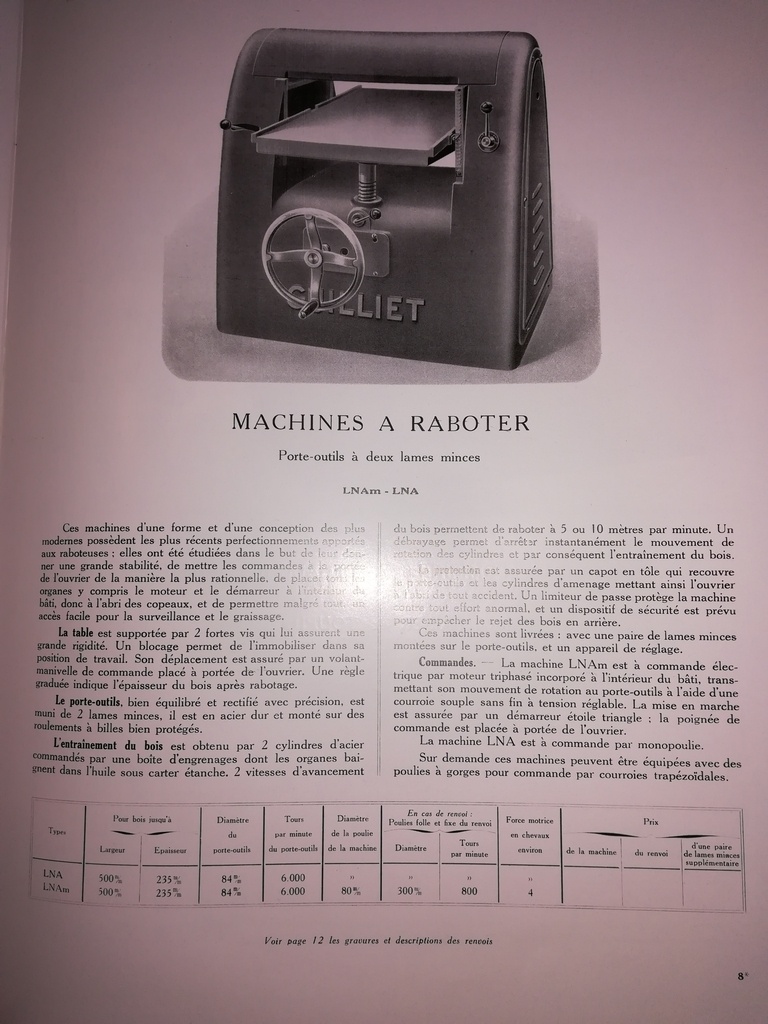 GUILLIET
MACHINES A RABOTER
Porte-outils à deux lames minces
LNAm - LNA
Ces machines d'une forme et d'une conception des plus
modernes possèdent les plus récents perfectionnements apportés
aux raboteuses ; elles ont été étudiées dans le but de leur don-
ner une grande stabilité, de mettre les commandes à la portée
de l'ouvrier de la manière la plus rationnelle, de placer tous les
organes y compris le moteur et le démarreur à l'intérieur du
bâti, donc à l'abri des copeaux, et de permettre malgré tout, un
accès facile pour la surveillance et le graissage.
La table est supportée par 2 fortes vis qui lui assurent une
grande rigidité. Un blocage permet de l'immobiliser dans sa
position de travail. Son déplacement est assuré par un volant-
manivelle de commande placé à portée de l'ouvrier. Une règle
graduée indique l'épaisseur du bois après rabotage.
Le porte-outils, bien équilibré et rectifié avec précision, est
muni de 2 lames minces, il est en acier dur et monté sur des
roulements à billes bien protégés.
L'entrainement du bois est obtenu par 2 cylindres d'acier
commandés par une boîte d'engrenages dont les organes bai-
gnent dans l'huile sous carter étanche. 2 vitesses d'avancement
du bois permettent de raboter à 5 ou 10 mètres par minute. Un
débrayage permet d'arrêter instantanément le mouvement de
rotation des cylindres et par conséquent l'entraînement du bois.
La protection est assurée par un capot en tôle qui recouvre
le porte-outils et les cylindres d'amenage mettant ainsi l'ouvrier
à l'abri de tout accident. Un limiteur de passe protège la machine
contre tout effort anormal, et un dispositif de sécurité est prévu
pour empêcher le rejet des bois en arrière.
Ces machines sont livrées : avec une paire de lames minces
montées sur le porte-outils, et un appareil de réglage.
Commandes. — La machine LNAm est à commande élec-
trique par moteur triphasé incorporé à l'intérieur du bâti, trans-
mettant son mouvement de rotation au porte-outils à l'aide d'une
courroie souple sans fin à tension réglable. La mise en marche
est assurée par un démarreur étoile triangle ; la poignée de
commande est placée à portée de l'ouvrier.
La machine LNA est à commande par monopoulie.
Sur demande ces machines peuvent être équipées avec des
poulies à gorges pour commande par courroies trapézoïdales.
Types
Pour bois jusqu'à
Largeur
Epaisseur
Diamètre
du
porte-outils
Tours
par minute
du porte-outils
Diamètre
de la poulie
de la machine
En cas de renvoi :
Poulies folle et fixe du renvoi
Diamètre
Tours
par minute
Force motrice
en chevaux
environ
Prix
de la machine
du renvoi
d'une paire
de lames minces
supplémentaire
LNA 500 m/m 235 m/m 84 m/m 6.000 » » » »
LNAm 500 m/m 235 m/m 84 m/m 6.000 80 m/m 300 m/m 800 4
Voir page 12 les gravures et descriptions des renvois
8*